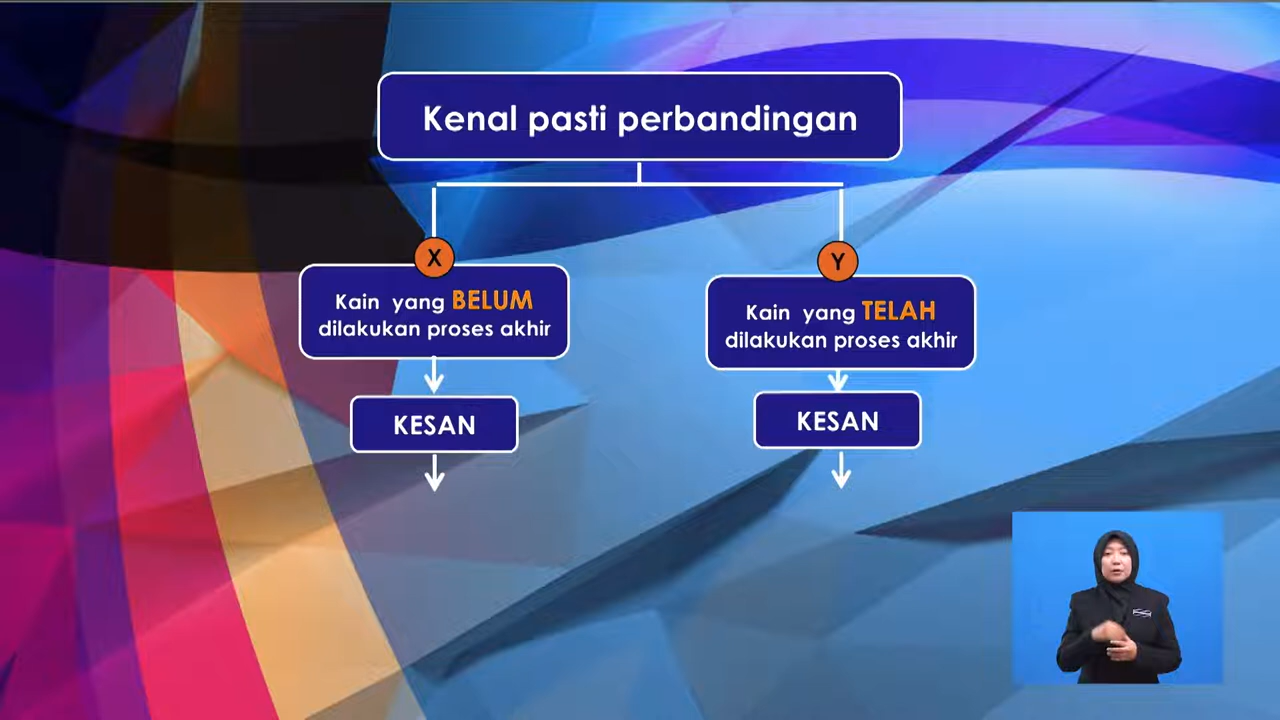 Kenal pasti perbandingan
X
Kain yang BELUM
dilakukan proses akhir
KESAN
Y
Kain yang TELAH
dilakukan proses akhir
KESAN